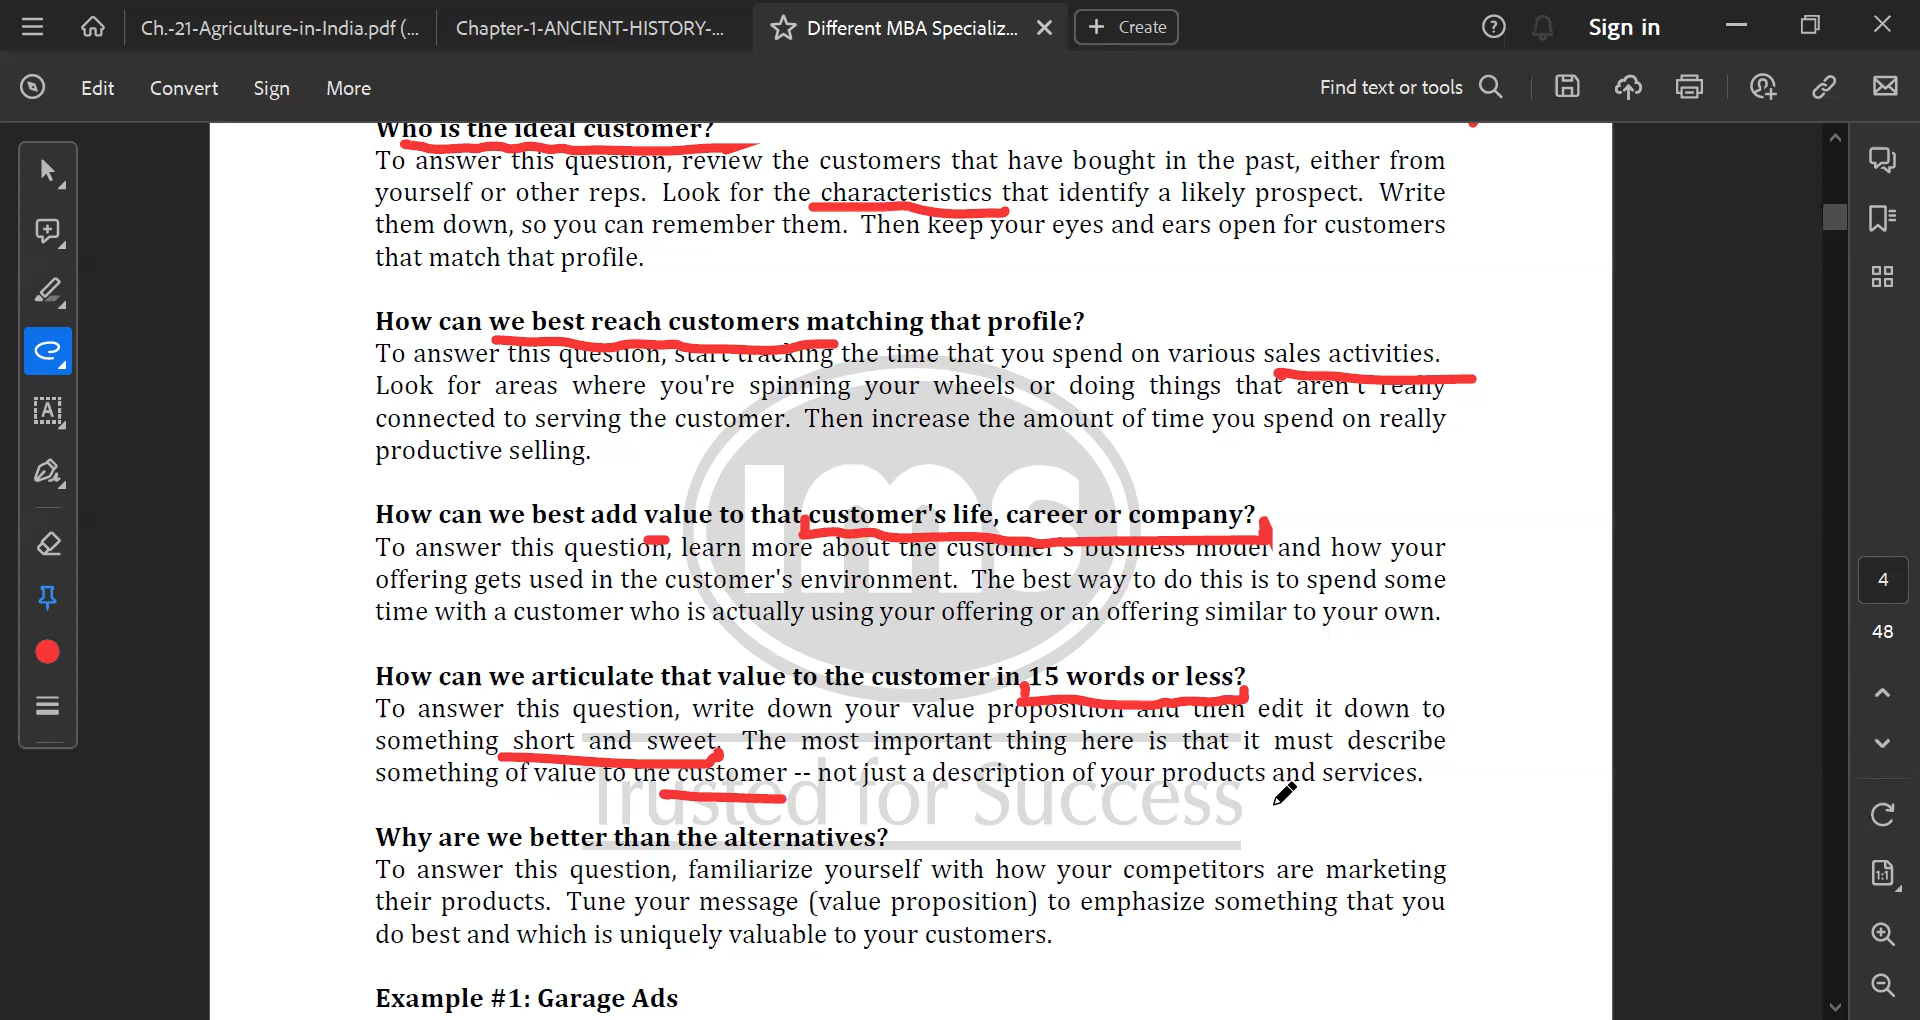 Ch.-21-Agriculture-in-India.pdf (...
Chapter-1-ANCIENT-HISTORY-...
Different MBA Specializ...
Create
Sign in
Edit
Convert
Sign
More
Find text or tools
Who is the ideal customer?
To answer this question, review the customers that have bought in the past, either from
yourself or other reps. Look for the characteristics that identify a likely prospect. Write
them down, so you can remember them. Then keep your eyes and ears open for customers
that match that profile.
How can we best reach customers matching that profile?
To answer this question, start tracking the time that you spend on various sales activities.
Look for areas where you're spinning your wheels or doing things that aren't really
connected to serving the customer. Then increase the amount of time you spend on really
productive selling.
How can we best add value to that customer's life, career or company?
To answer this question, learn more about the customer's business model and how your
offering gets used in the customer's environment. The best way to do this is to spend some
time with a customer who is actually using your offering or an offering similar to your own.
How can we articulate that value to the customer in 15 words or less?
To answer this question, write down your value proposition and then edit it down to
something short and sweet. The most important thing here is that it must describe
something of value to the customer -- not just a description of your products and services.
Why are we better than the alternatives?
To answer this question, familiarize yourself with how your competitors are marketing
their products. Tune your message (value proposition) to emphasize something that you
do best and which is uniquely valuable to your customers.
Example #1: Garage Ads
ims
Trusted for Success
4
48
1:1